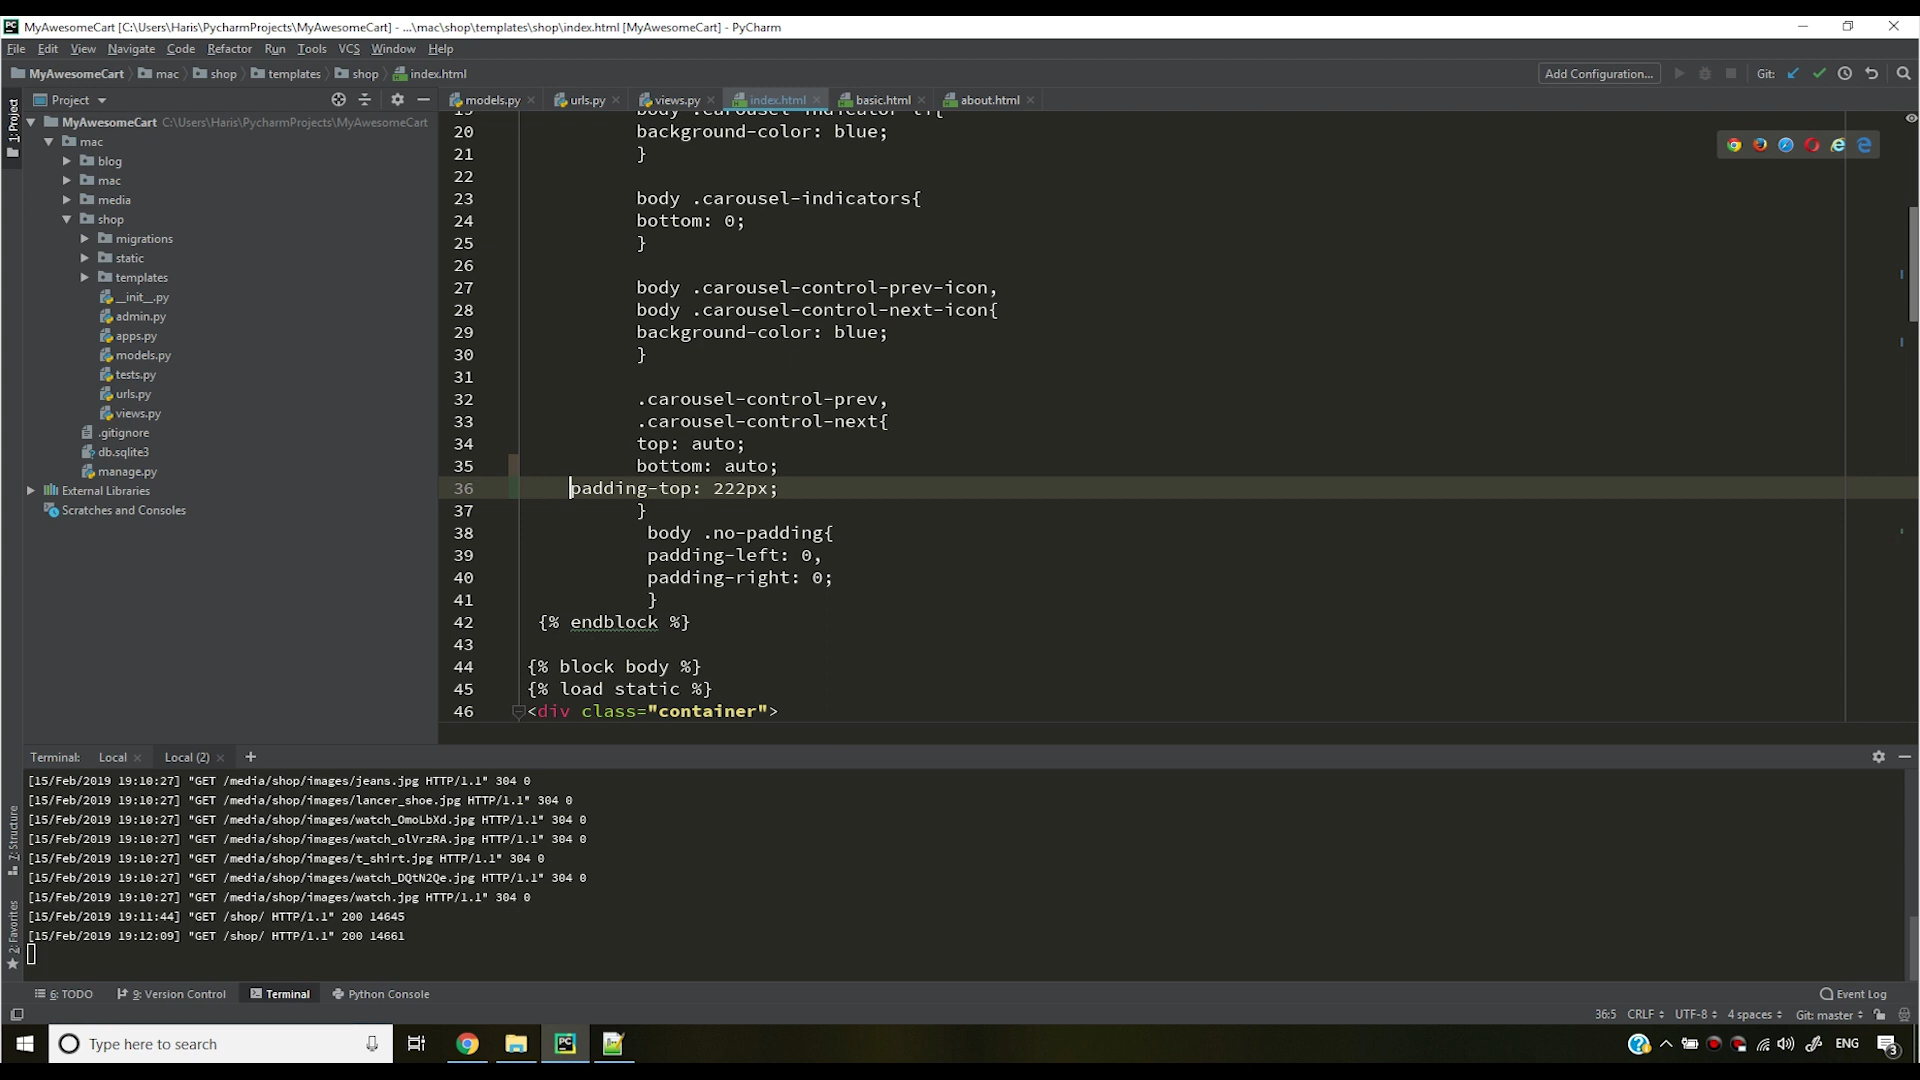 MyAwesomeCart [C:\Users\Haris\PycharmProjects\MyAwesomeCart] - ...\mac\shop\templates\shop\index.html [MyAwesomeCart] - PyCharm
File Edit View Navigate Code Refactor Run Tools VCS Window Help
MyAwesomeCart mac shop templates shop index.html Add Configuration... Git:
Project models.py urls.py views.py index.html basic.html about.html
1: Project
MyAwesomeCart C:\Users\Haris\PycharmProjects\MyAwesomeCart
mac
blog
mac
media
shop
migrations
static
templates
__init__.py
admin.py
apps.py
models.py
tests.py
urls.py
views.py
.gitignore
db.sqlite3
manage.py
External Libraries
Scratches and Consoles
20 background-color: blue;
21 }
22
23 body .carousel-indicators{
24 bottom: 0;
25 }
26
27 body .carousel-control-prev-icon,
28 body .carousel-control-next-icon{
29 background-color: blue;
30 }
31
32 .carousel-control-prev,
33 .carousel-control-next{
34 top: auto;
35 bottom: auto;
36 padding-top: 222px;
37 }
38 body .no-padding{
39 padding-left: 0,
40 padding-right: 0;
41 }
42 {% endblock %}
43
44 {% block body %}
45 {% load static %}
46 <div class="container">
Terminal: Local Local (2) +
[15/Feb/2019 19:10:27] "GET /media/shop/images/jeans.jpg HTTP/1.1" 304 0
[15/Feb/2019 19:10:27] "GET /media/shop/images/lancer_shoe.jpg HTTP/1.1" 304 0
[15/Feb/2019 19:10:27] "GET /media/shop/images/watch_OmoLbXd.jpg HTTP/1.1" 304 0
[15/Feb/2019 19:10:27] "GET /media/shop/images/watch_olVrzRA.jpg HTTP/1.1" 304 0
[15/Feb/2019 19:10:27] "GET /media/shop/images/t_shirt.jpg HTTP/1.1" 304 0
[15/Feb/2019 19:10:27] "GET /media/shop/images/watch_DQtN2Qe.jpg HTTP/1.1" 304 0
[15/Feb/2019 19:10:27] "GET /media/shop/images/watch.jpg HTTP/1.1" 304 0
[15/Feb/2019 19:11:44] "GET /shop/ HTTP/1.1" 200 14645
[15/Feb/2019 19:12:09] "GET /shop/ HTTP/1.1" 200 14661
7: Structure
2: Favorites
6: TODO 9: Version Control Terminal Python Console Event Log
36:5 CRLF UTF-8 4 spaces Git: master
Type here to search ENG 3